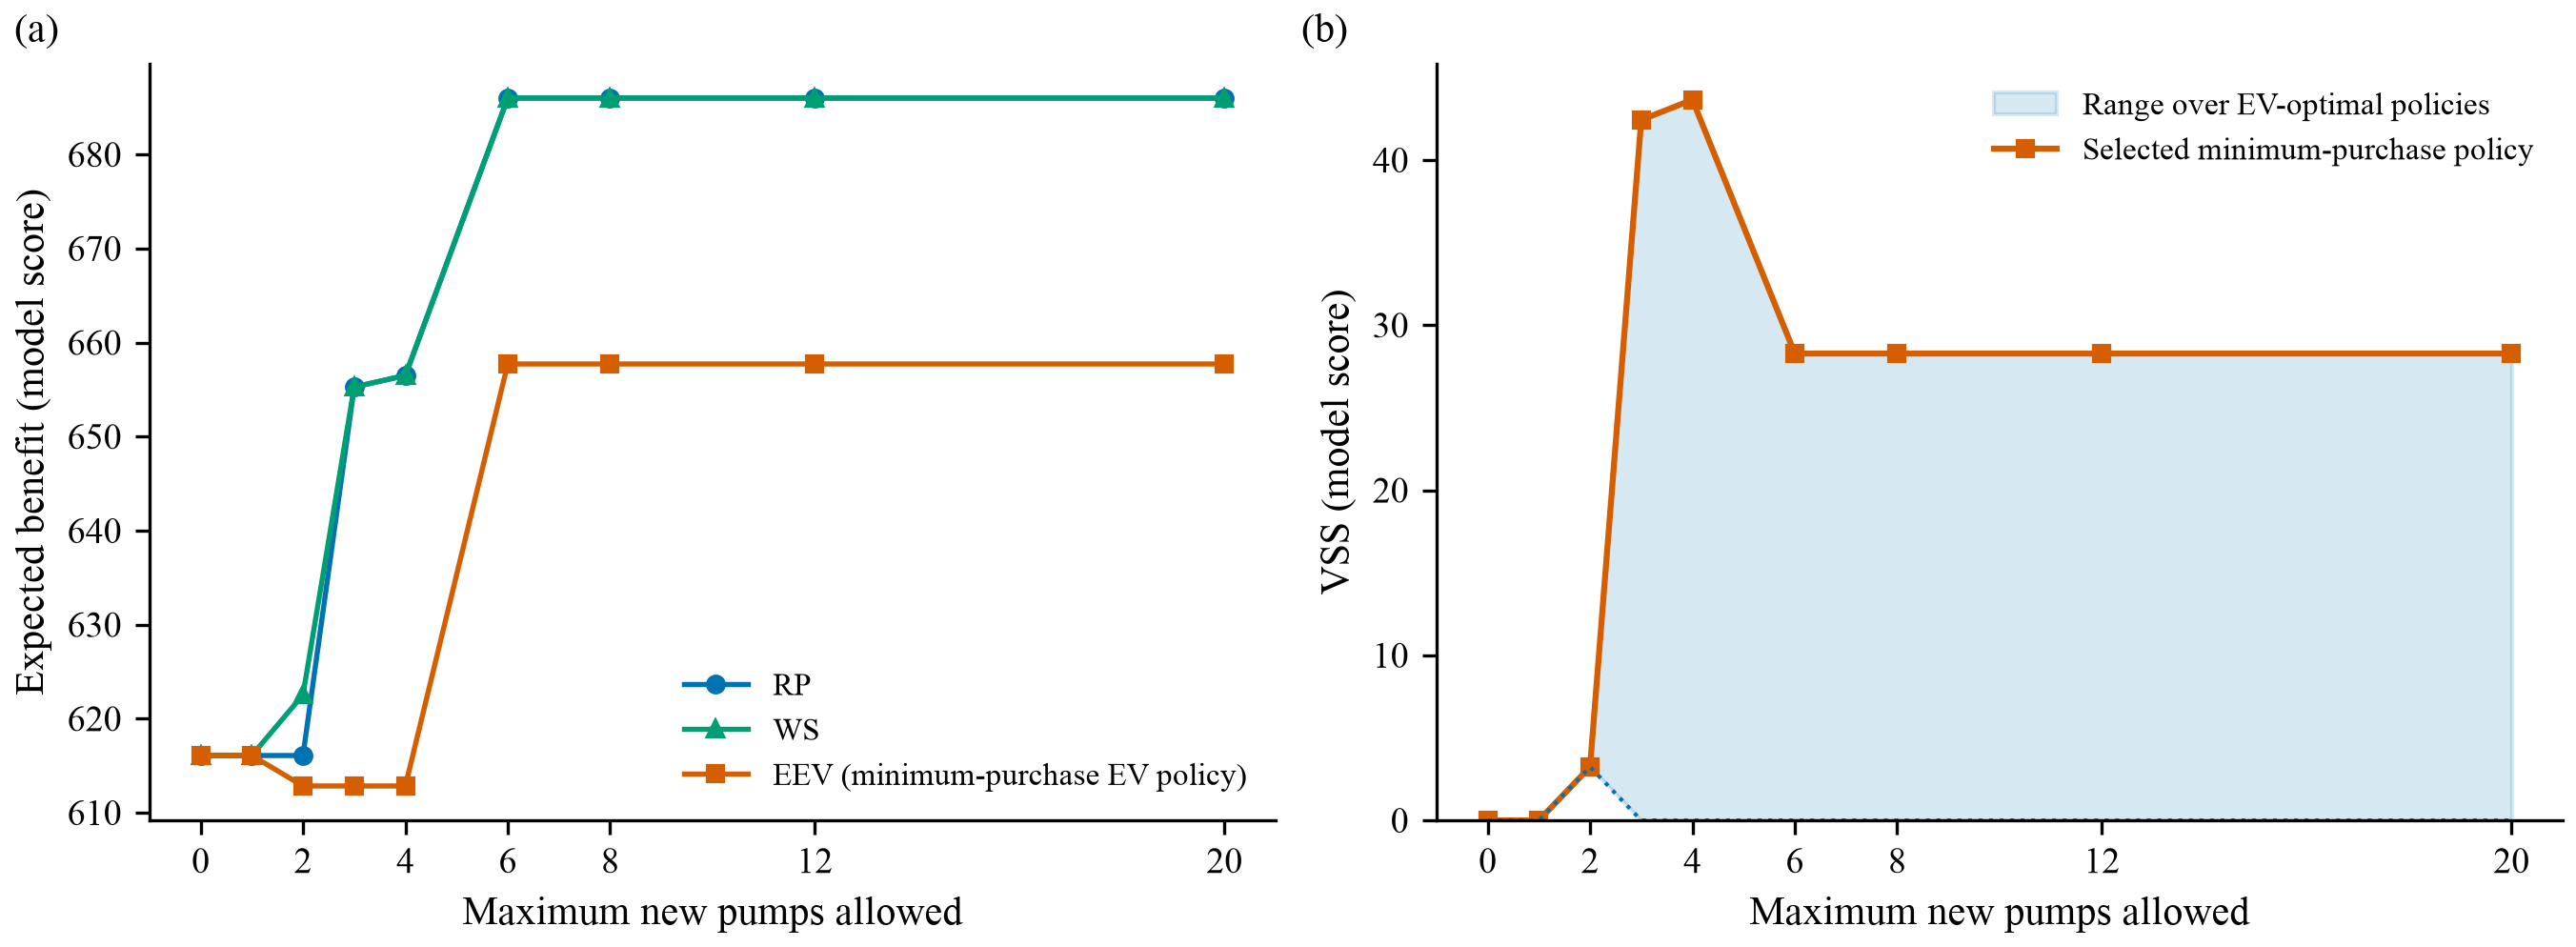 (a)
Expected benefit (model score)
680
670
660
650
640
630
620
610
0 2 4 6 8 12 20
Maximum new pumps allowed
RP
WS
EEV (minimum-purchase EV policy)
(b)
VSS (model score)
40
30
20
10
0
0 2 4 6 8 12 20
Maximum new pumps allowed
Range over EV-optimal policies
Selected minimum-purchase policy